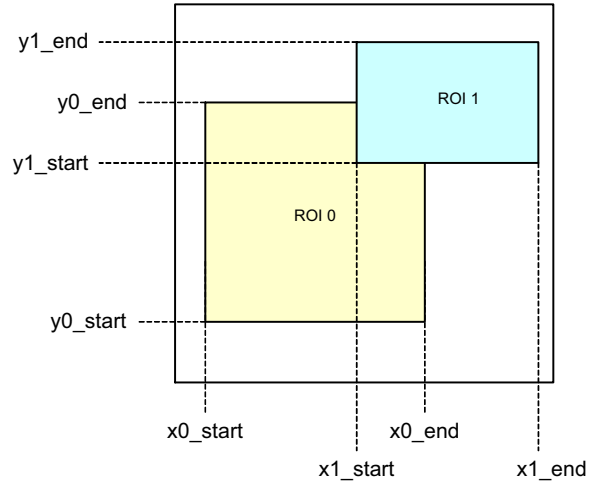 y1_end
y0_end
ROI 1
y1_start
ROI 0
y0_start
x0_start
x0_end
x1_start
x1_end